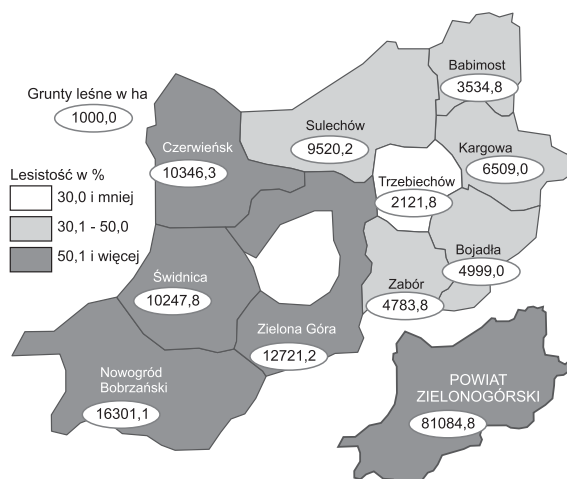 Grunty leśne w ha
1000,0
Lesistość w %
30,0 i mniej
30,1 - 50,0
50,1 i więcej
Babimost
3534,8
Sulechów
9520,2
Kargowa
6509,0
Czerwieńsk
10346,3
Trzebiechów
2121,8
Bojadła
4999,0
Zabór
4783,8
Świdnica
10247,8
Zielona Góra
12721,2
Nowogród
Bobrzański
16301,1
POWIAT
ZIELONOGÓRSKI
81084,8